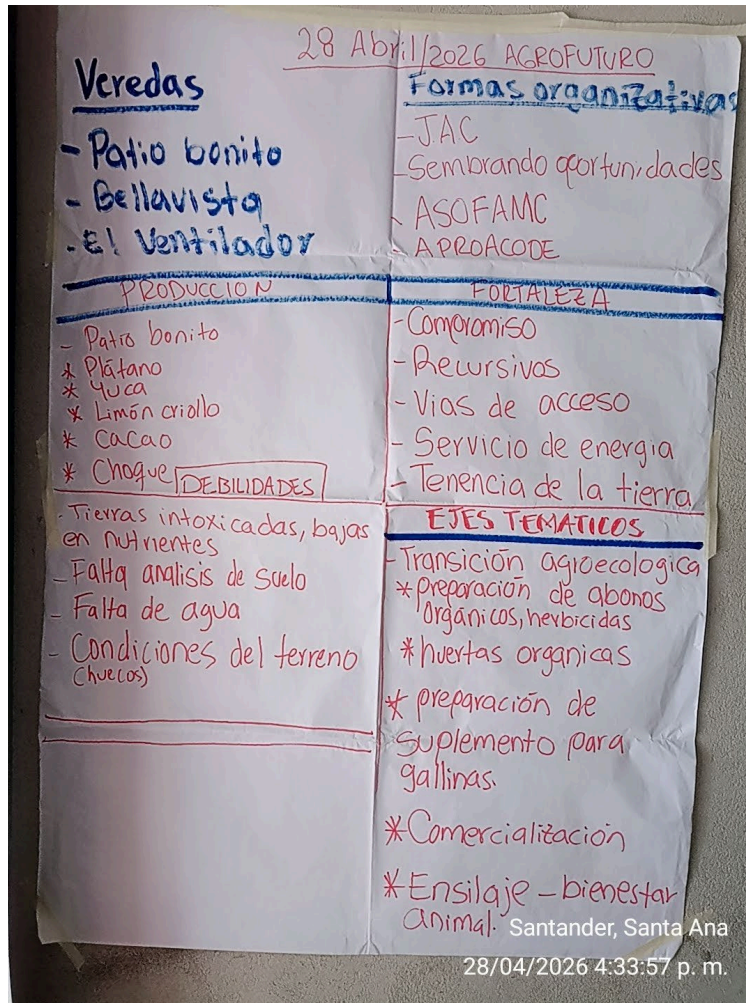 28 Abril/2026 AGROFUTURO
Veredas
- Patio bonito
- Bellavista
- El Ventilador
Formas organizativas
- JAC
- Sembrando oportunidades
- ASOFAMC
- APROACODE
PRODUCCION
- Patio bonito
* Plátano
* Yuca
* Limón criollo
* Cacao
* Choque
FORTALEZA
- Compromiso
- Recursivos
- Vias de acceso
- Servicio de energia
- Tenencia de la tierra
DEBILIDADES
- Tierras intoxicadas, bajas
en nutrientes
- Falta analisis de suelo
- Falta de agua
- Condiciones del terreno
(huecos)
EJES TEMATICOS
- Transición agroecologica
* preparación de abonos
orgánicos, herbicidas
* huertas organicas
* preparación de
suplemento para
gallinas.
* Comercialización
* Ensilaje - bienestar
animal.
Santander, Santa Ana
28/04/2026 4:33:57 p. m.